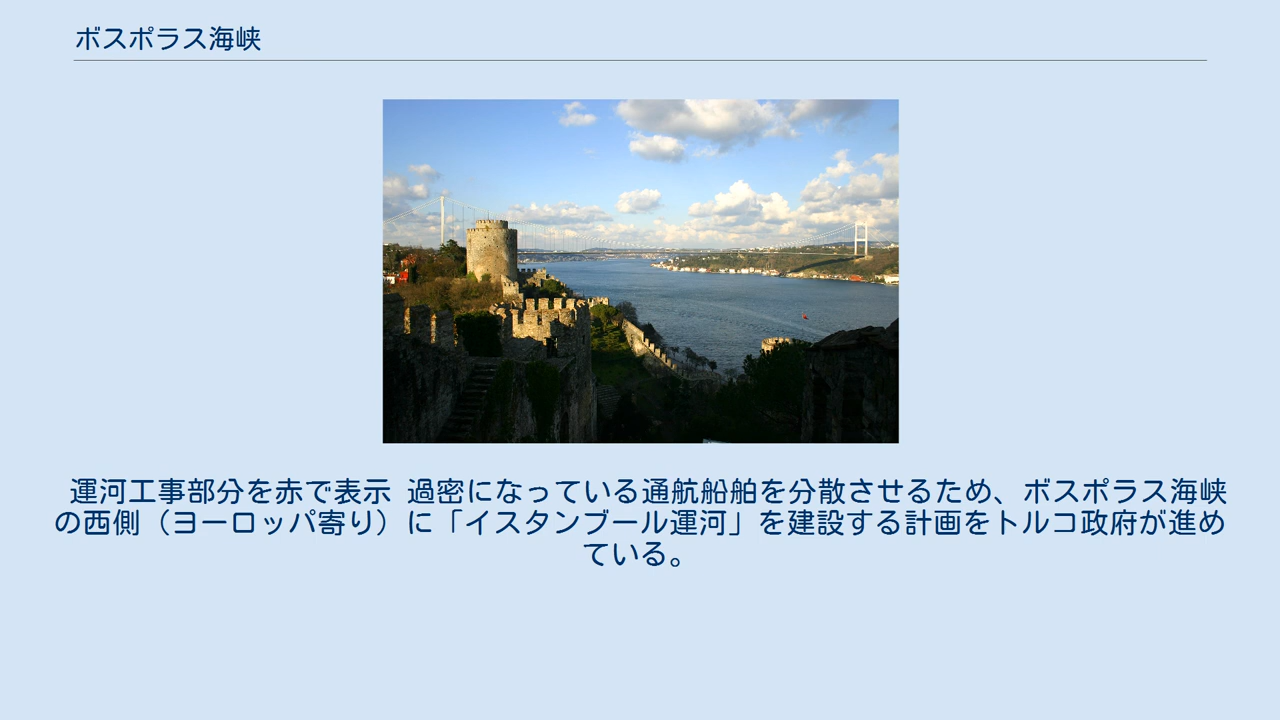 ボスポラス海峡
運河工事部分を赤で表示 過密になっている通航船舶を分散させるため、ボスポラス海峡
の西側（ヨーロッパ寄り）に「イスタンブール運河」を建設する計画をトルコ政府が進め
ている。